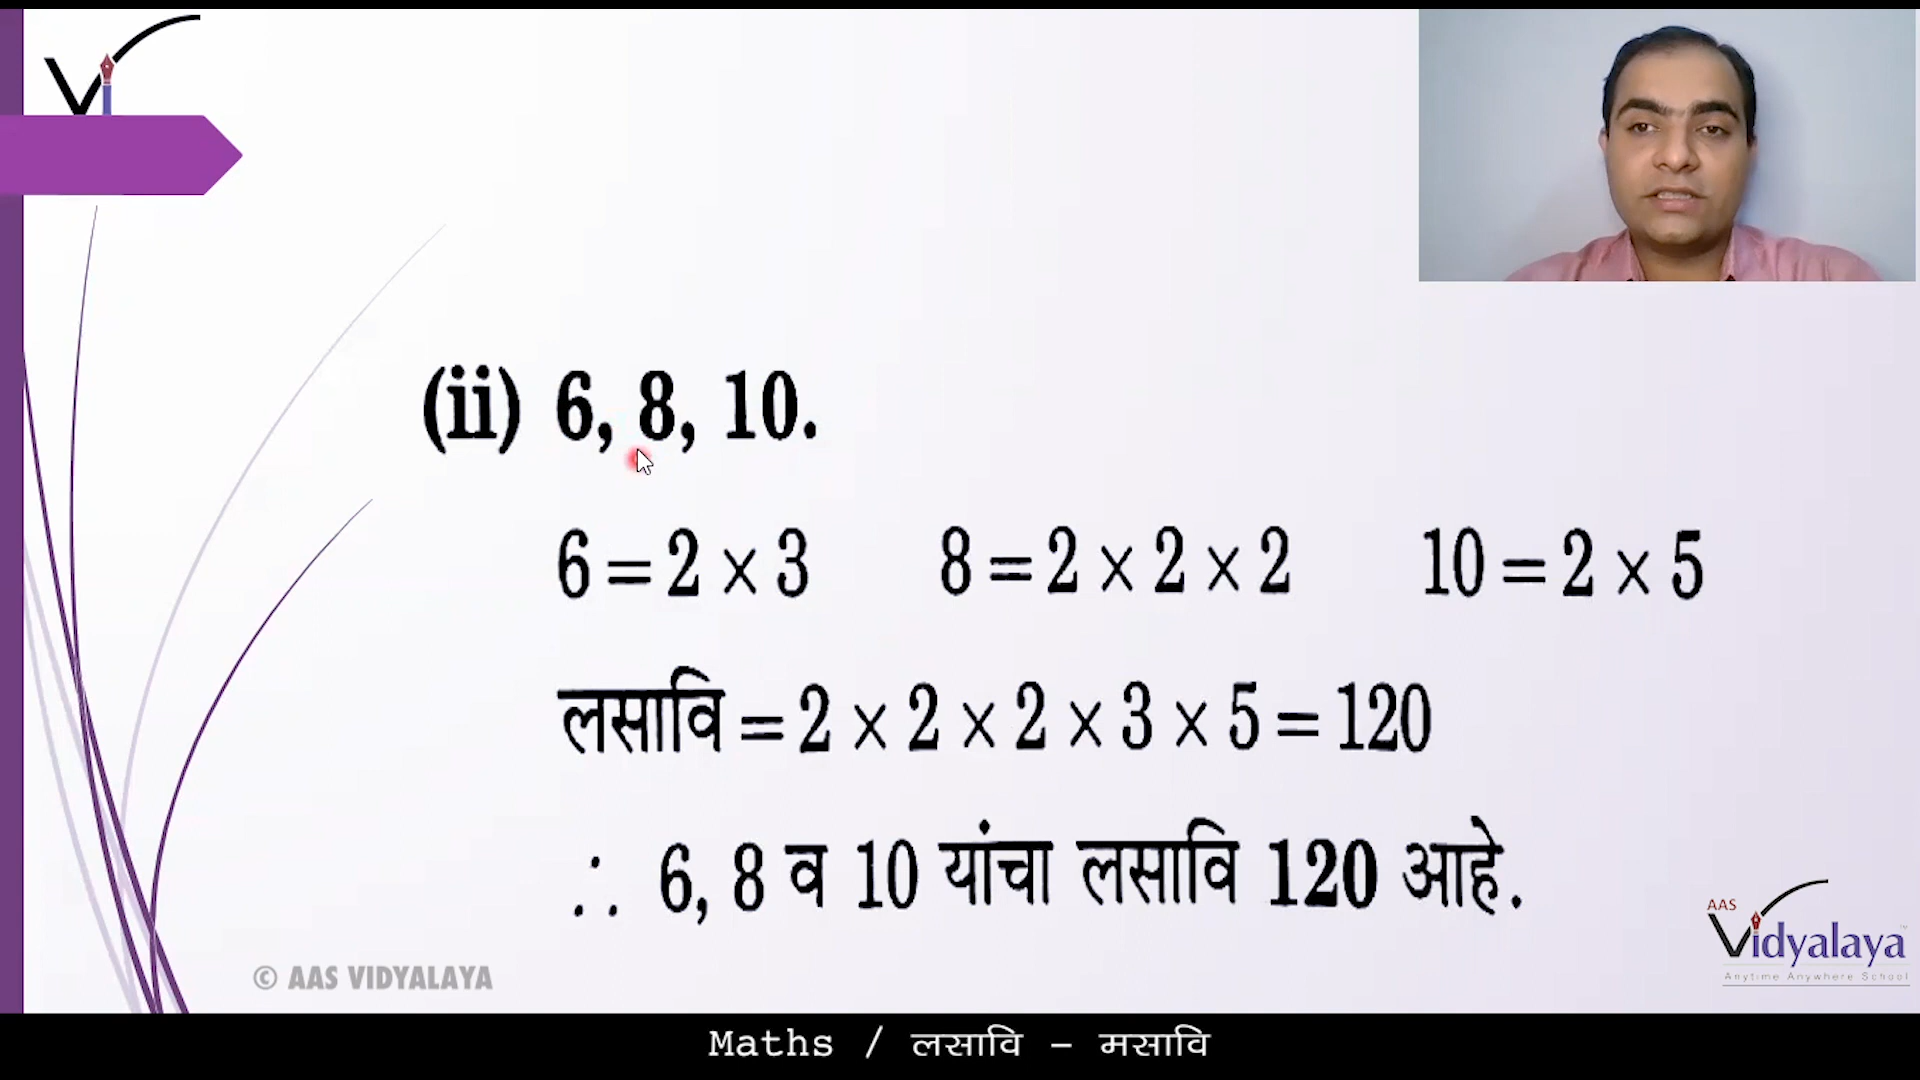 Vi
(ii) 6, 8, 10.
6 = 2 × 3 8 = 2 × 2 × 2 10 = 2 × 5
लसावि = 2 × 2 × 2 × 3 × 5 = 120
∴ 6, 8 व 10 यांचा लसावि 120 आहे.
AAS
Vidyalaya
Anytime Anywhere School
© AAS VIDYALAYA
Maths / लसावि - मसावि